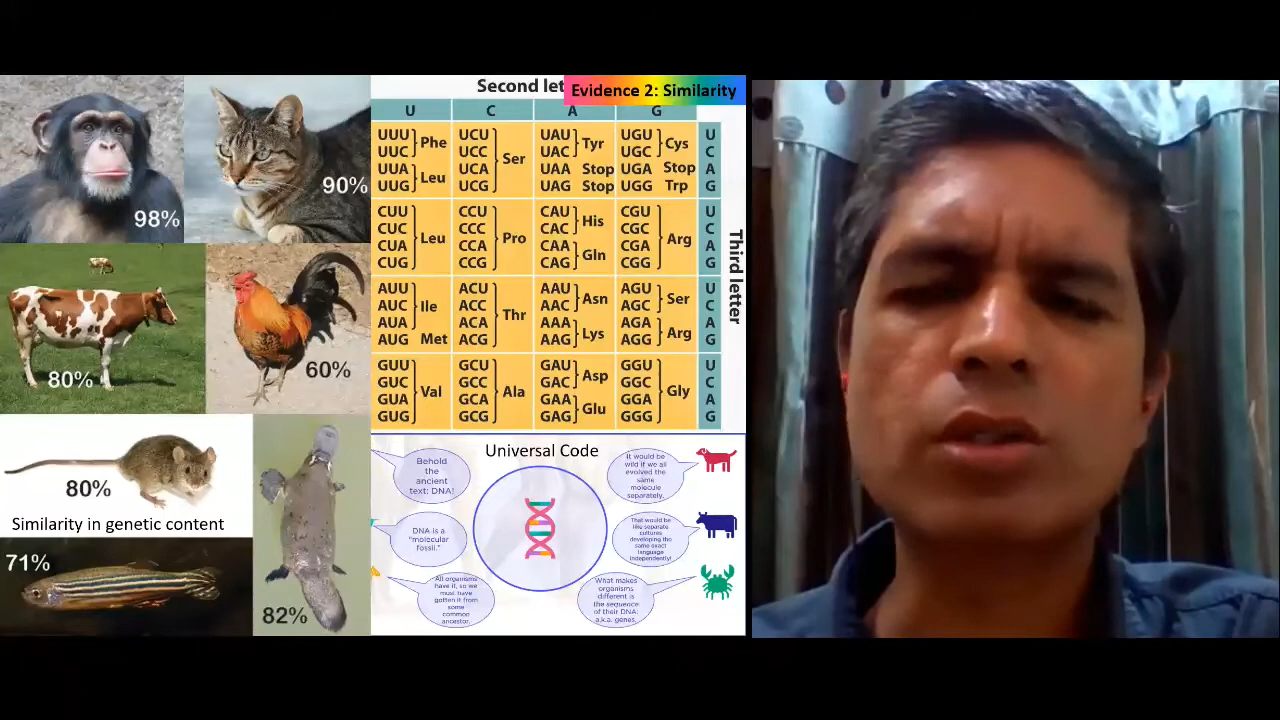 98%
90%
80%
60%
80%
Similarity in genetic content
71%
82%
Second let
Evidence 2: Similarity
U C A G
UUU Phe UCU Ser UAU Tyr UGU Cys U
UUC UCC UAC UGC C
UUA Leu UCA UAA Stop UGA Stop A
UUG UCG UAG Stop UGG Trp G
CUU Leu CCU Pro CAU His CGU Arg U
CUC CCC CAC CGC C
CUA CCA CAA Gln CGA A
CUG CCG CAG CGG G
AUU Ile ACU Thr AAU Asn AGU Ser U
AUC ACC AAC AGC C
AUA ACA AAA Lys AGA Arg A
AUG Met ACG AAG AGG G
GUU Val GCU Ala GAU Asp GGU Gly U
GUC GCC GAC GGC C
GUA GCA GAA Glu GGA A
GUG GCG GAG GGG G
Third letter
Universal Code
Behold
the
ancient
text: DNA!
It would be
wild if we all
evolved the
same
molecule
separately.
DNA is a
"molecular
fossil."
That would be
like separate
cultures
developing the
same exact
language
independently!
All organisms
have it, so we
must have
gotten it from
some
common
ancestor.
What makes
organisms
different is
the sequence
of their DNA:
a.k.a. genes.